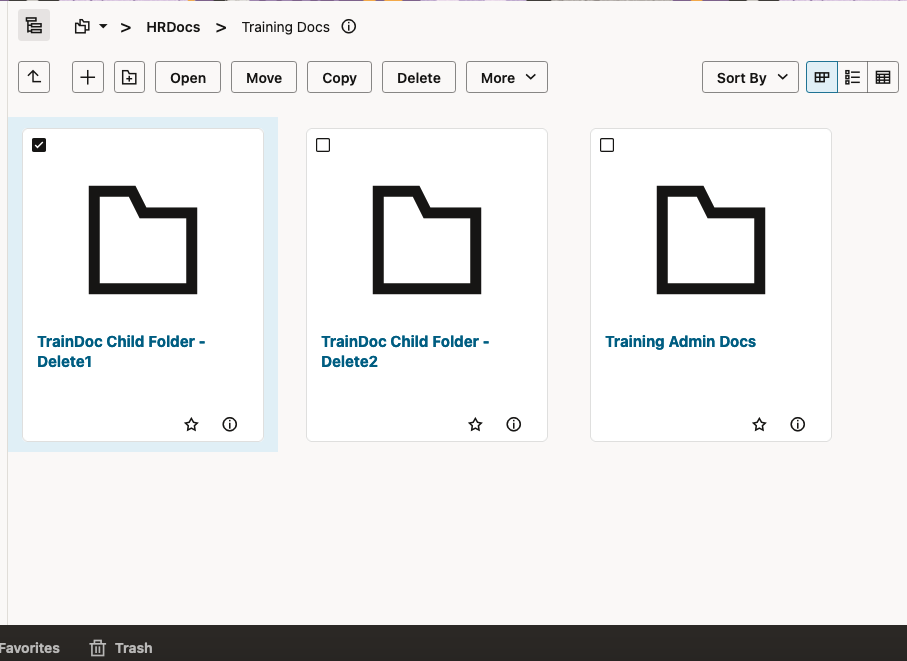 > HRDocs > Training Docs
Open Move Copy Delete More Sort By
TrainDoc Child Folder -
Delete1
TrainDoc Child Folder -
Delete2
Training Admin Docs
Favorites Trash